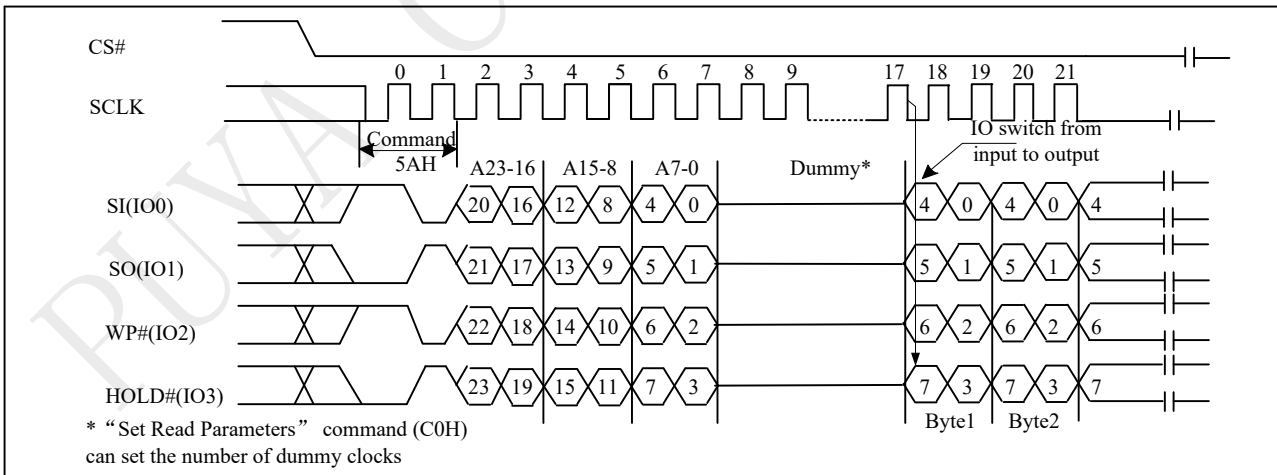 CS#
0 1 2 3 4 5 6 7 8 9 17 18 19 20 21
SCLK
Command
5AH
IO switch from
input to output
A23-16 A15-8 A7-0 Dummy*
SI(IO0) 20 16 12 8 4 0 4 0 4 0 4
SO(IO1) 21 17 13 9 5 1 5 1 5 1 5
WP#(IO2) 22 18 14 10 6 2 6 2 6 2 6
HOLD#(IO3) 23 19 15 11 7 3 7 3 7 3 7
Byte1 Byte2
* “Set Read Parameters” command (C0H)
can set the number of dummy clocks
PUYA C